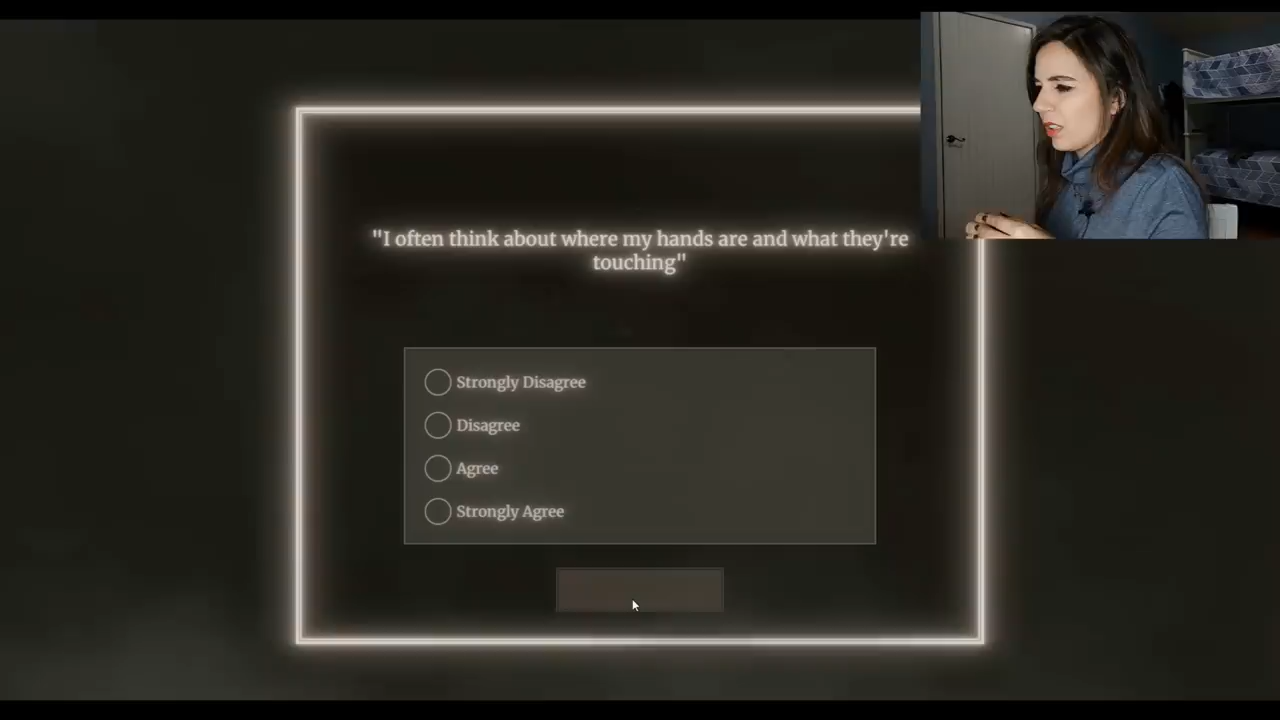 "I often think about where my hands are and what they're
touching"
Strongly Disagree
Disagree
Agree
Strongly Agree